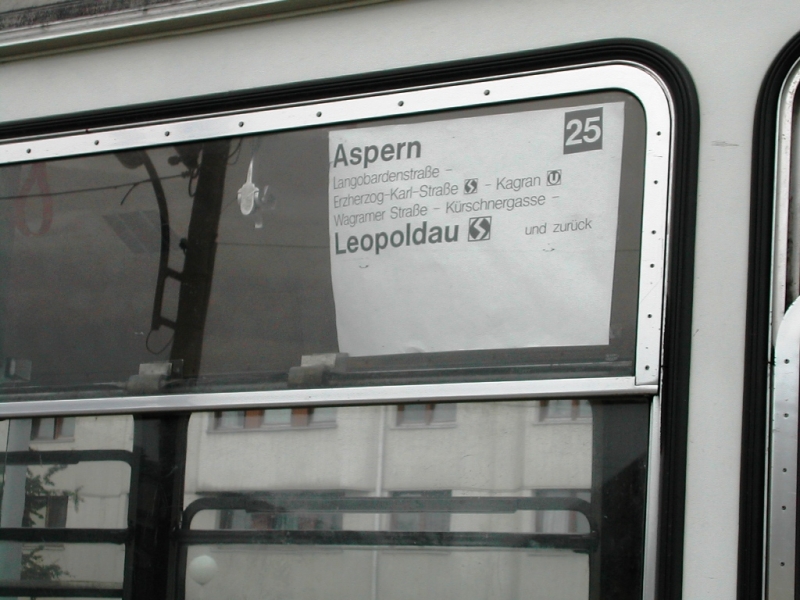 25
Aspern
Langobardenstraße –
Erzherzog-Karl-Straße S – Kagran U
Wagramer Straße – Kürschnergasse –
Leopoldau S und zurück